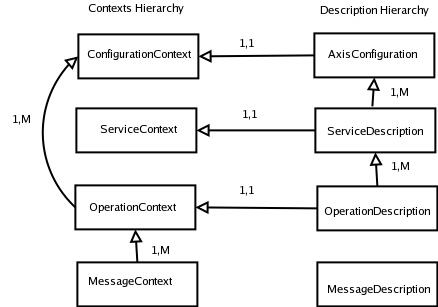 Contexts Hierarchy
Description Hierarchy
ConfigurationContext
1,1
AxisConfiguration
1,M
1,M
ServiceContext
1,1
ServiceDescription
1,M
OperationContext
1,1
OperationDescription
1,M
MessageContext
MessageDescription